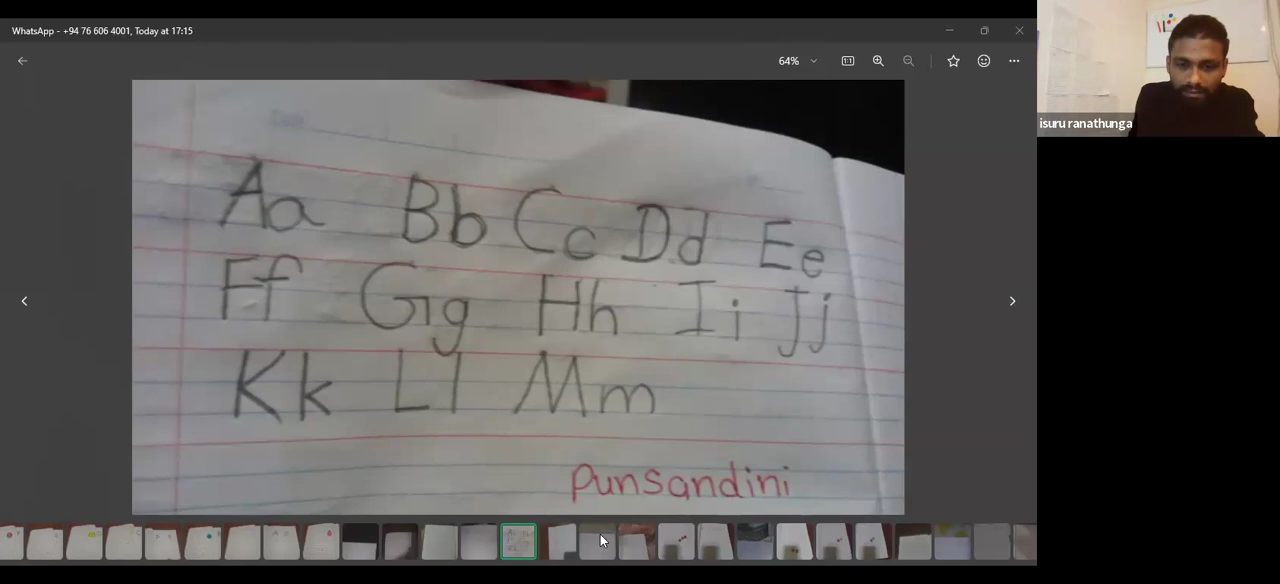 WhatsApp - +94 76 606 4001, Today at 17:15
64%
isuru ranathunga
Aa Bb Cc Dd Ee
Ff Gg Hh Ii Jj
Kk Ll Mm
Punsandini